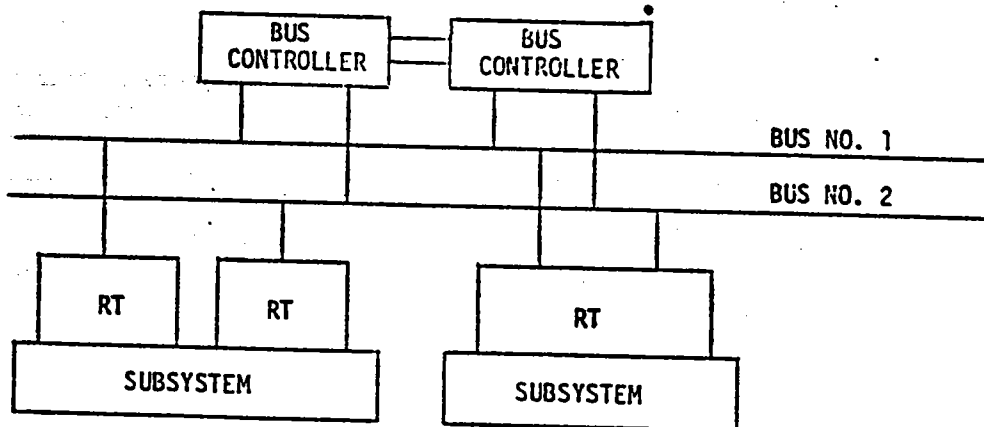 BUS
CONTROLLER
BUS
CONTROLLER
BUS NO. 1
BUS NO. 2
RT
RT
RT
SUBSYSTEM
SUBSYSTEM